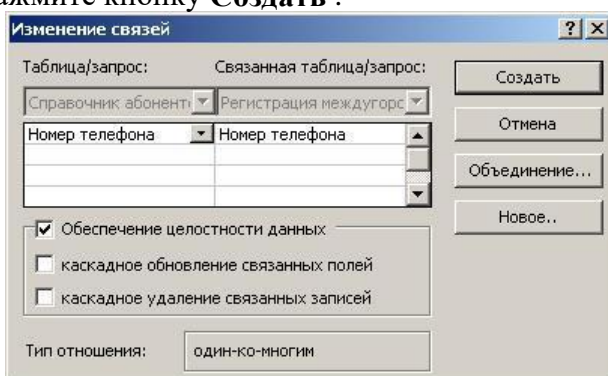 ажмите кнопку Создать .
Изменение связей
Таблица/запрос: Связанная таблица/запрос:
Справочник абонент Регистрация междугорс
Номер телефона Номер телефона
Обеспечение целостности данных
каскадное обновление связанных полей
каскадное удаление связанных записей
Тип отношения: один-ко-многим
Создать
Отмена
Объединение...
Новое..